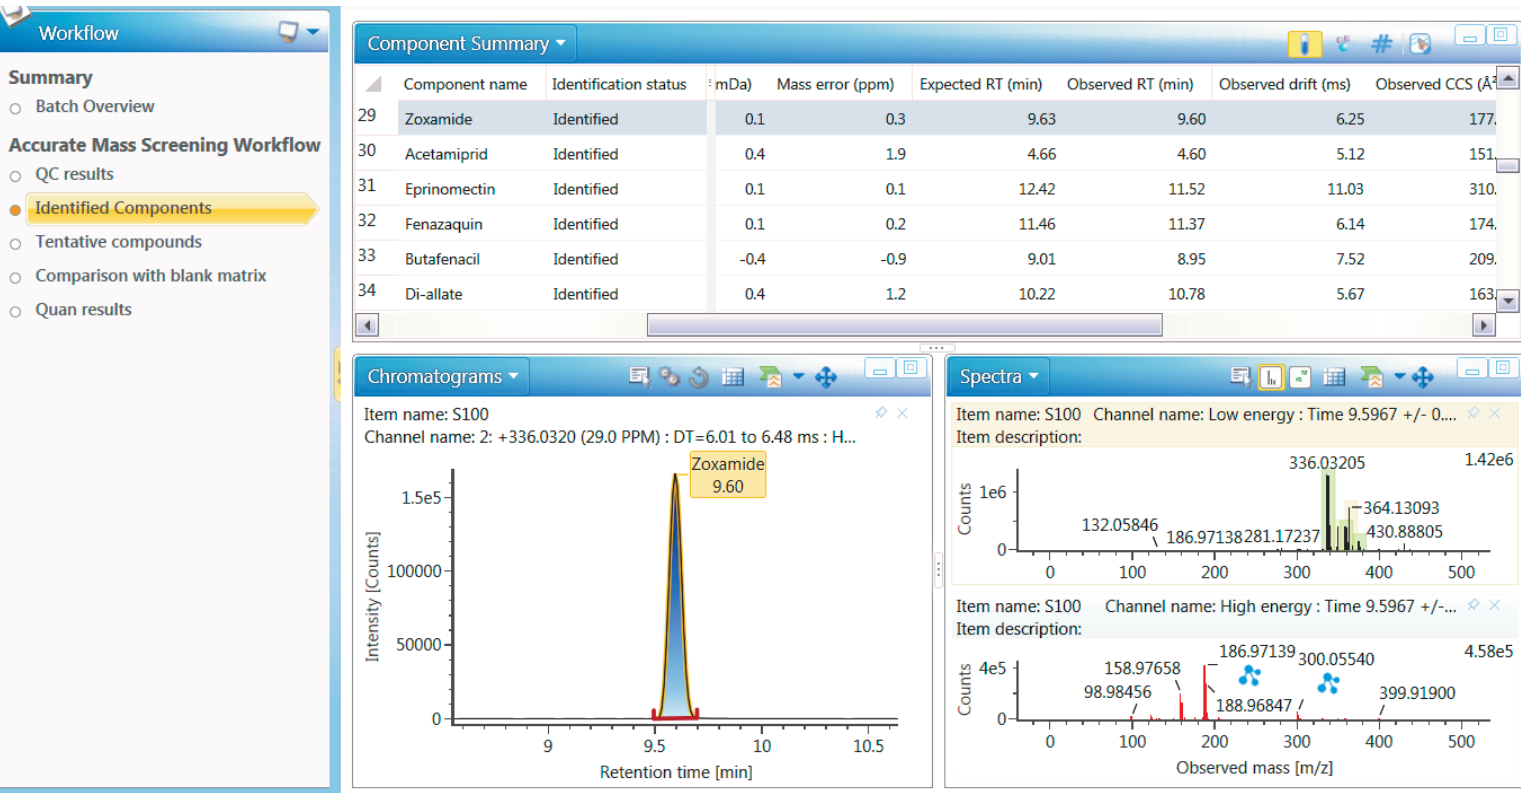 Workflow
Summary
Batch Overview
Accurate Mass Screening Workflow
QC results
Identified Components
Tentative compounds
Comparison with blank matrix
Quan results
Component Summary
Component name Identification status mDa) Mass error (ppm) Expected RT (min) Observed RT (min) Observed drift (ms) Observed CCS (Å²
29 Zoxamide Identified 0.1 0.3 9.63 9.60 6.25 177.
30 Acetamiprid Identified 0.4 1.9 4.66 4.60 5.12 151.
31 Eprinomectin Identified 0.1 0.1 12.42 11.52 11.03 310.
32 Fenazaquin Identified 0.1 0.2 11.46 11.37 6.14 174.
33 Butafenacil Identified -0.4 -0.9 9.01 8.95 7.52 209.
34 Di-allate Identified 0.4 1.2 10.22 10.78 5.67 163.
Chromatograms
Item name: S100
Channel name: 2: +336.0320 (29.0 PPM) : DT=6.01 to 6.48 ms : H...
Zoxamide
9.60
Intensity [Counts]
1.5e5
100000
50000
0
9 9.5 10 10.5
Retention time [min]
Spectra
Item name: S100 Channel name: Low energy : Time 9.5967 +/- 0....
Item description:
1.42e6
336.03205
Counts
1e6
0
364.13093
132.05846 186.97138 281.17237 430.88805
0 100 200 300 400 500
Item name: S100 Channel name: High energy : Time 9.5967 +/-...
Item description:
4.58e5
Counts
4e5
0
186.97139 300.05540
158.97658
98.98456 399.91900
188.96847
0 100 200 300 400 500
Observed mass [m/z]